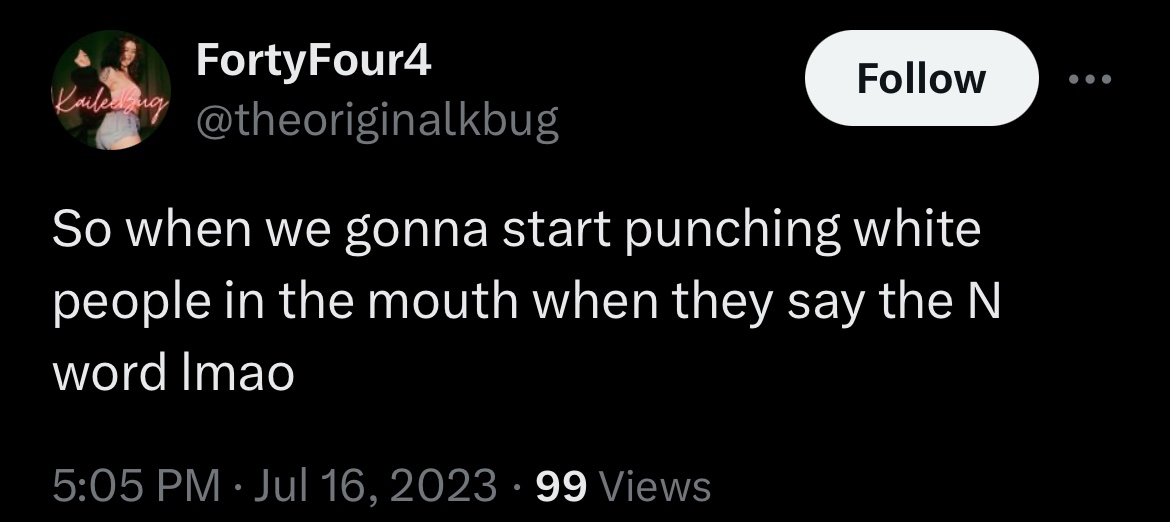 KaileeBug
FortyFour4
@theoriginalkbug
Follow
So when we gonna start punching white
people in the mouth when they say the N
word lmao
5:05 PM · Jul 16, 2023 · 99 Views